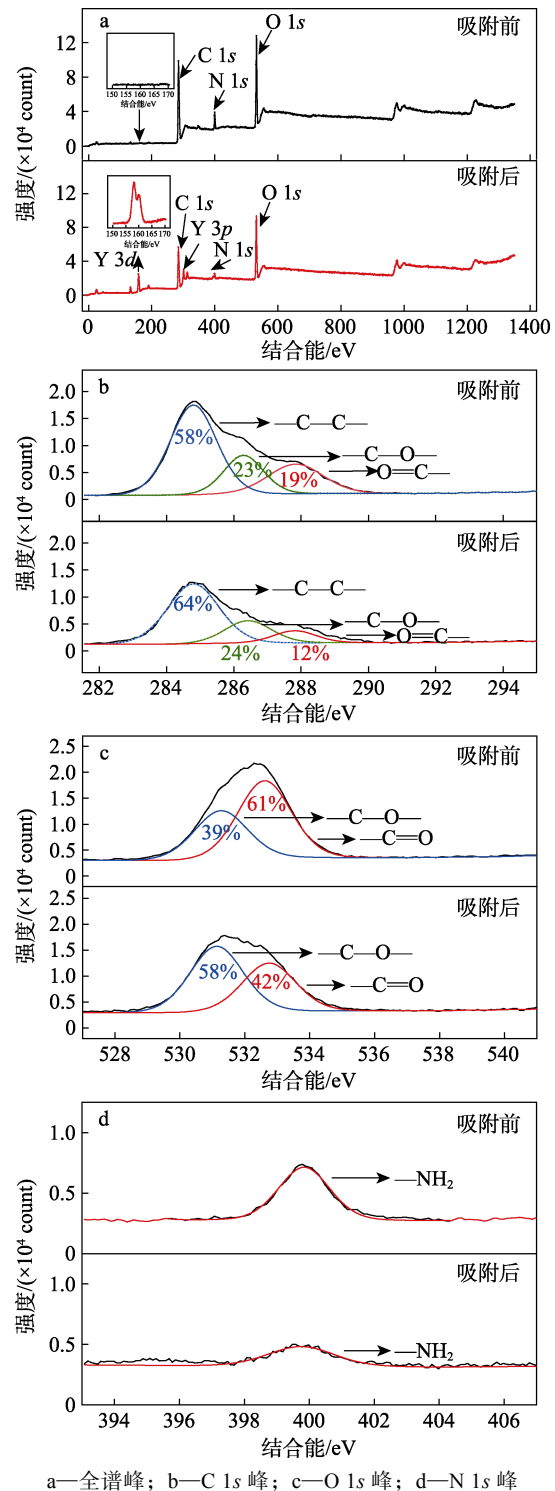 a
吸附前
O 1s
C 1s
N 1s
150 155 160 165 170
结合能/eV
12
8
4
0
强度/(×10⁴ count)
吸附后
O 1s
C 1s
Y 3p
N 1s
Y 3d
150 155 160 165 170
结合能/eV
12
8
4
0
0 200 400 600 800 1000 1200 1400
结合能/eV
b
吸附前
2.0
1.5
1.0
0.5
0
58%
23%
19%
—C—C—
—C—O—
O=C—
强度/(×10⁴ count)
吸附后
2.0
1.5
1.0
0.5
0
64%
24%
12%
—C—C—
—C—O—
O=C—
282 284 286 288 290 292 294
结合能/eV
c
吸附前
2.5
2.0
1.5
1.0
0.5
0
61%
39%
—C—O—
—C=O
强度/(×10⁴ count)
吸附后
2.5
2.0
1.5
1.0
0.5
0
58%
42%
—C—O—
—C=O
528 530 532 534 536 538 540
结合能/eV
d
吸附前
1.0
0.5
0
—NH₂
强度/(×10⁴ count)
吸附后
1.0
0.5
0
—NH₂
394 396 398 400 402 404 406
结合能/eV
a—全谱峰；b—C 1s 峰；c—O 1s 峰；d—N 1s 峰